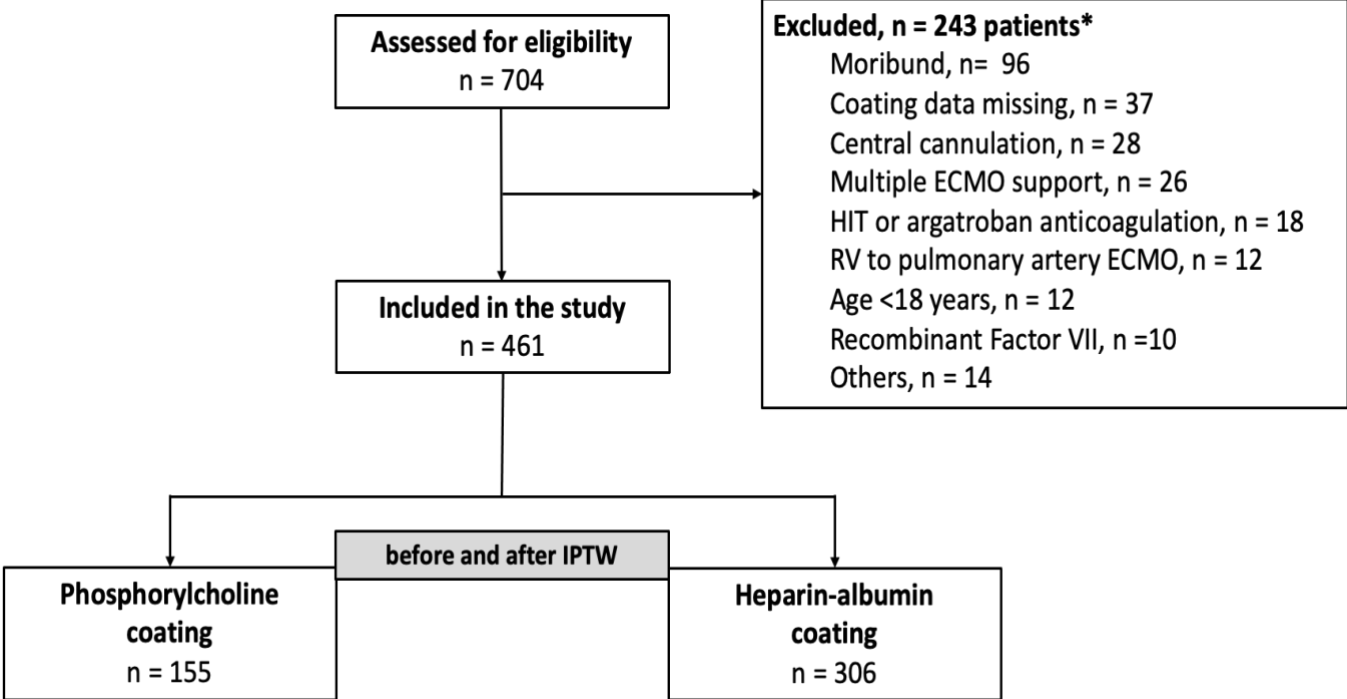 Assessed for eligibility
n = 704
Excluded, n = 243 patients*
Moribund, n=  96
Coating data missing, n = 37
Central cannulation, n = 28
Multiple ECMO support, n = 26
HIT or argatroban anticoagulation, n = 18
RV to pulmonary artery ECMO, n = 12
Age <18 years, n = 12
Recombinant Factor VII, n =10
Others, n = 14
Included in the study
n = 461
before and after IPTW
Phosphorylcholine
coating
n = 155
Heparin-albumin
coating
n = 306